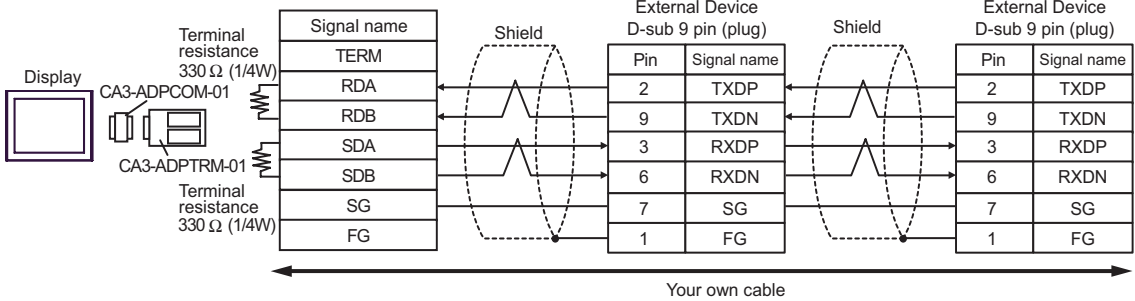 Display
CA3-ADPCOM-01
CA3-ADPTRM-01
Terminal
resistance
330 Ω (1/4W)
Terminal
resistance
330 Ω (1/4W)
Signal name
TERM
RDA
RDB
SDA
SDB
SG
FG
Shield
External Device
D-sub 9 pin (plug)
Pin Signal name
2 TXDP
9 TXDN
3 RXDP
6 RXDN
7 SG
1 FG
Shield
External Device
D-sub 9 pin (plug)
Pin Signal name
2 TXDP
9 TXDN
3 RXDP
6 RXDN
7 SG
1 FG
Your own cable